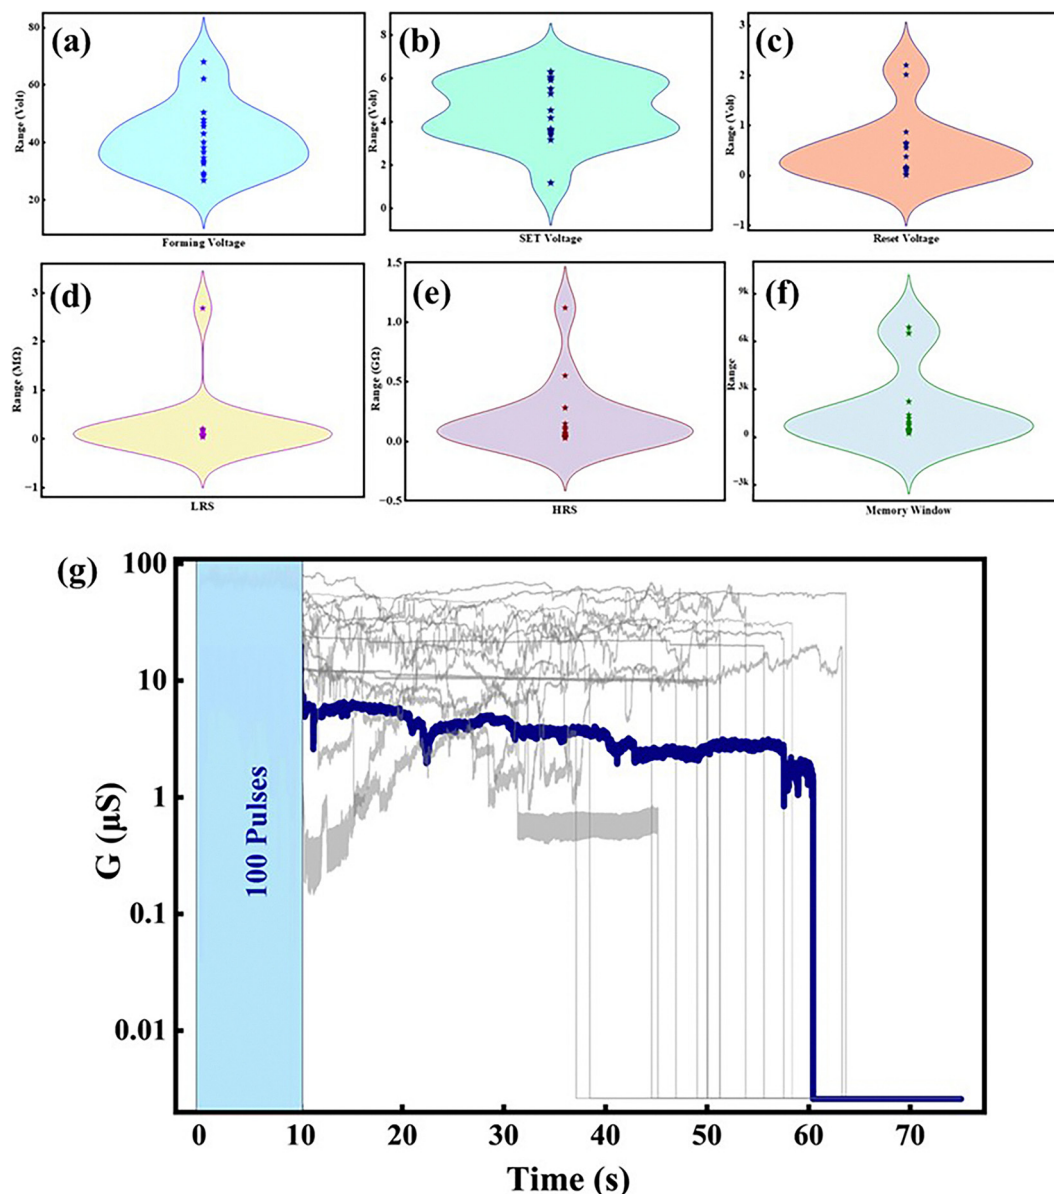 (a)
80
60
40
20
Range (Volt)
Forming Voltage
(b)
8
6
4
2
0
Range (Volt)
SET Voltage
(c)
3
2
1
0
−1
Range (Volt)
Reset Voltage
(d)
3
2
1
0
−1
Range (MΩ)
LRS
(e)
1.5
1.0
0.5
0.0
−0.5
Range (GΩ)
HRS
(f)
9k
6k
3k
0
−3k
Range
Memory Window
(g)
100
10
1
0.1
0.01
G (µS)
100 Pulses
0 10 20 30 40 50 60 70
Time (s)